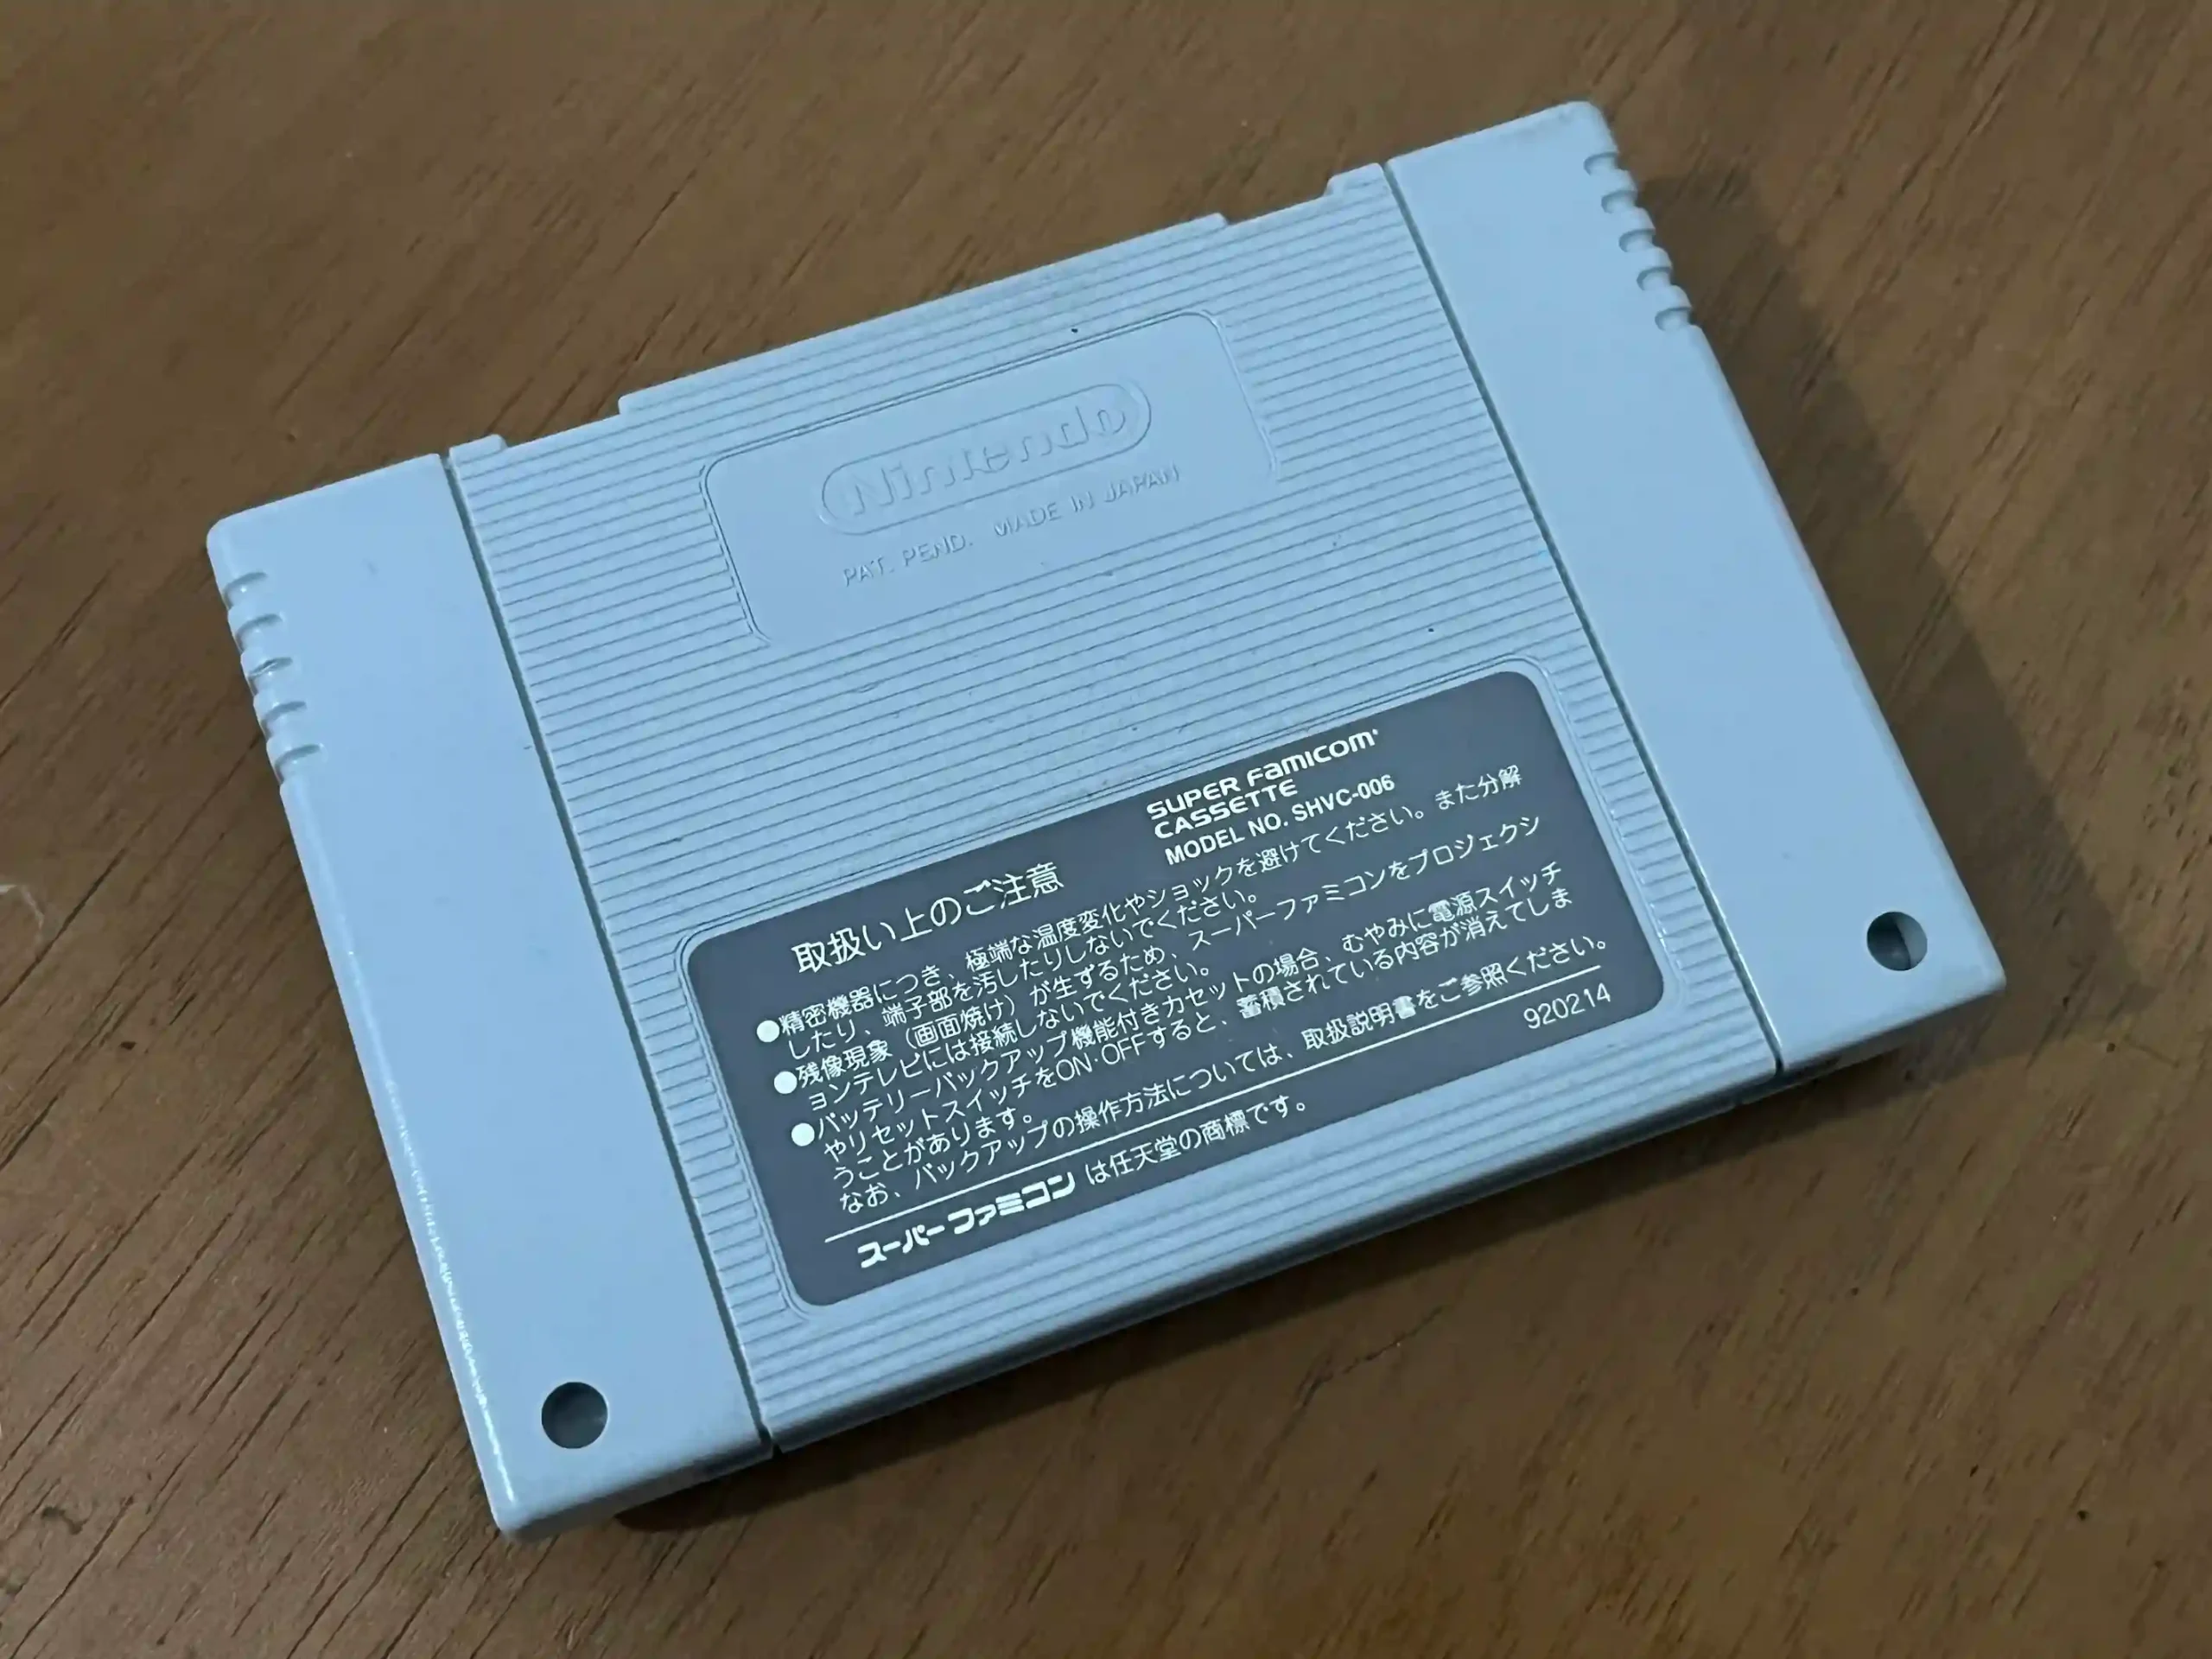 Nintendo
PAT. PEND. MADE IN JAPAN
SUPER Famicom
CASSETTE
MODEL NO. SHVC-006
取扱い上のご注意
●精密機器につき、極端な温度変化やショックを避けてください。また分解
したり、端子部を汚したりしないでください。
●残像現象（画面焼け）が生ずるため、スーパーファミコンをプロジェクシ
ョンテレビには接続しないでください。
●バッテリーバックアップ機能付きカセットの場合、むやみに電源スイッチ
やリセットスイッチをON·OFFすると、蓄積されている内容が消えてしま
うことがあります。
なお、バックアップの操作方法については、取扱説明書をご参照ください。
920214
スーパーファミコンは任天堂の商標です。